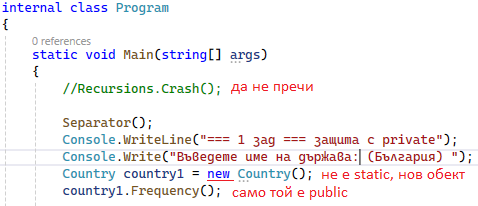 internal class Program
{
0 references
static void Main(string[] args)
{
//Recursions.Crash(); да не пречи
Separator();
Console.WriteLine("=== 1 зад === защита с private");
Console.Write("Въведете име на държава: (България) ");
Country country1 = new Country(); не е static, нов обект
country1.Frequency(); само той е public